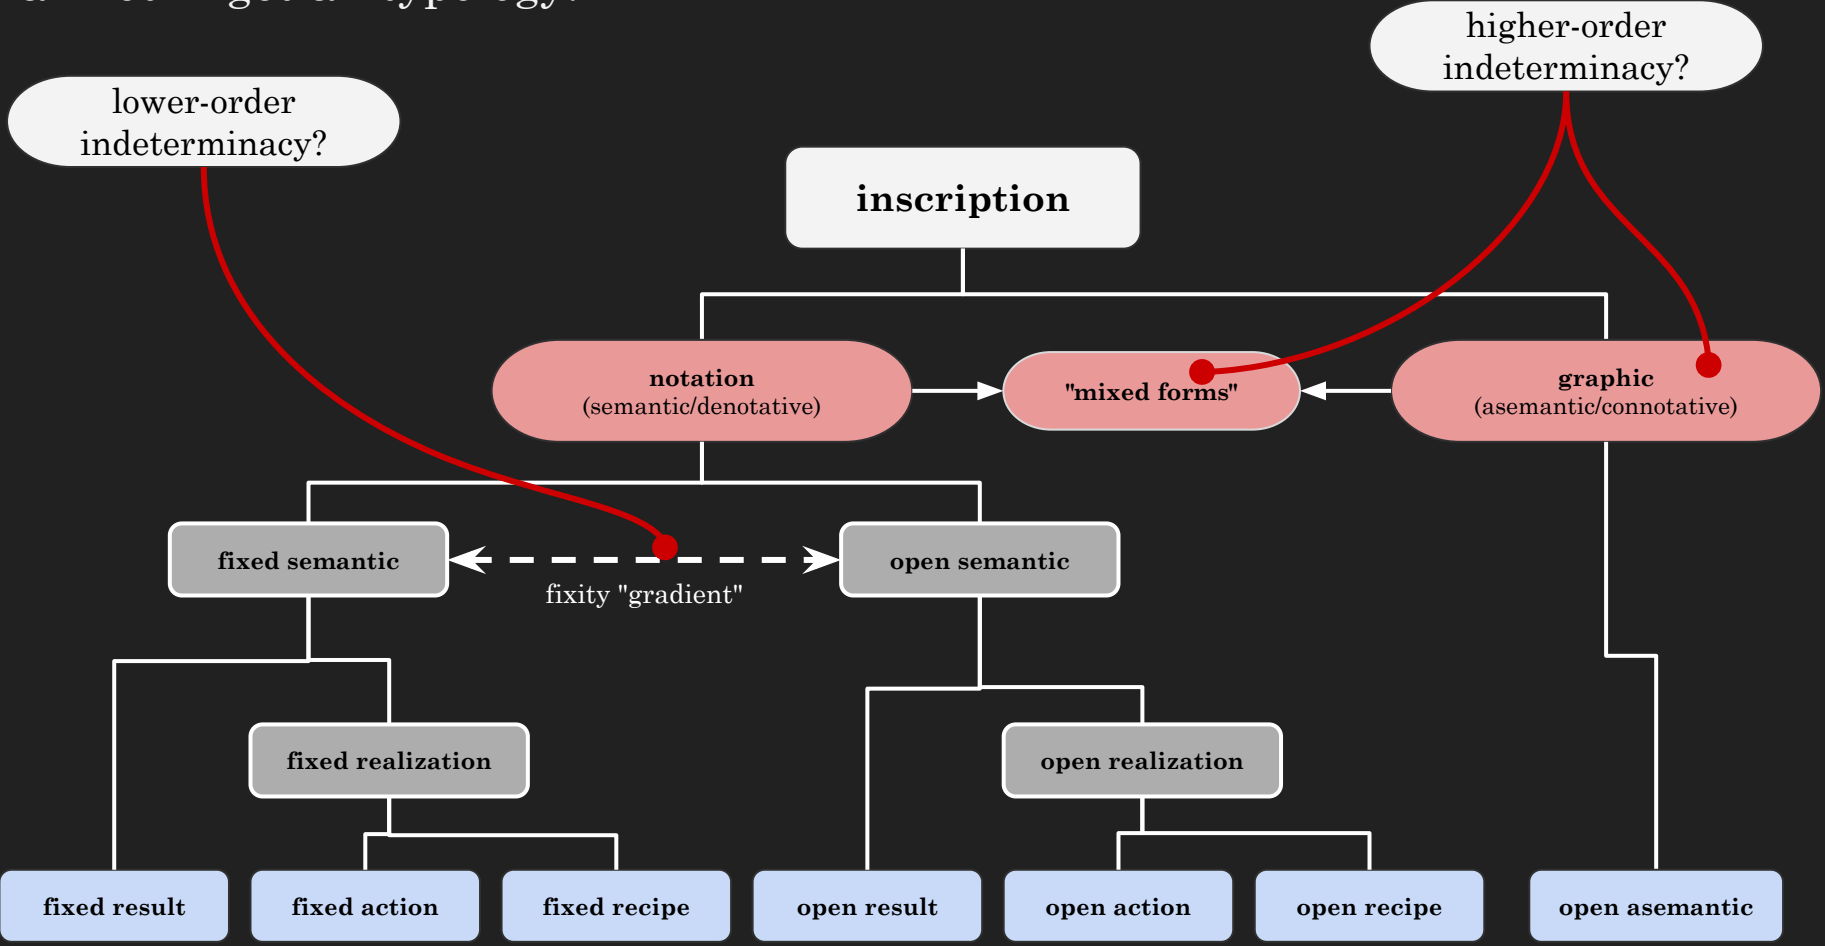 typology.
higher-order
indeterminacy?
lower-order
indeterminacy?
inscription
notation
(semantic/denotative)
"mixed forms"
graphic
(asemantic/connotative)
fixed semantic
open semantic
fixity "gradient"
fixed realization
open realization
fixed result
fixed action
fixed recipe
open result
open action
open recipe
open asemantic